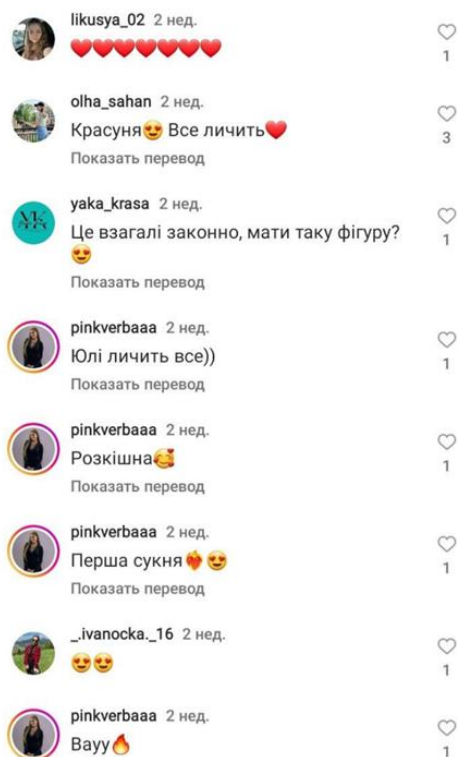 likusya_02 2 нед.
❤️❤️❤️❤️❤️❤️❤️
1
olha_sahan 2 нед.
Красуня😍 Все личить❤️
3
Показать перевод
yaka_krasa 2 нед.
Це взагалі законно, мати таку фігуру?
😍
1
Показать перевод
pinkverbaaa 2 нед.
Юлі личить все))
1
Показать перевод
pinkverbaaa 2 нед.
Розкішна🥰
1
Показать перевод
pinkverbaaa 2 нед.
Перша сукня❤️‍🔥😍
1
Показать перевод
_.ivanocka._16 2 нед.
😍😍
1
pinkverbaaa 2 нед.
Вауу🔥
1